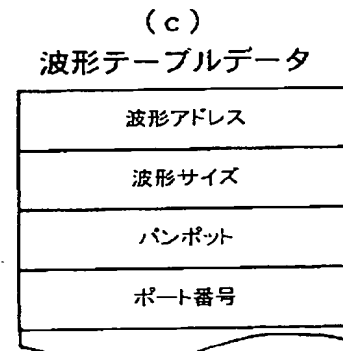 (c)
波形テーブルデータ
波形アドレス
波形サイズ
パンポット
ポート番号